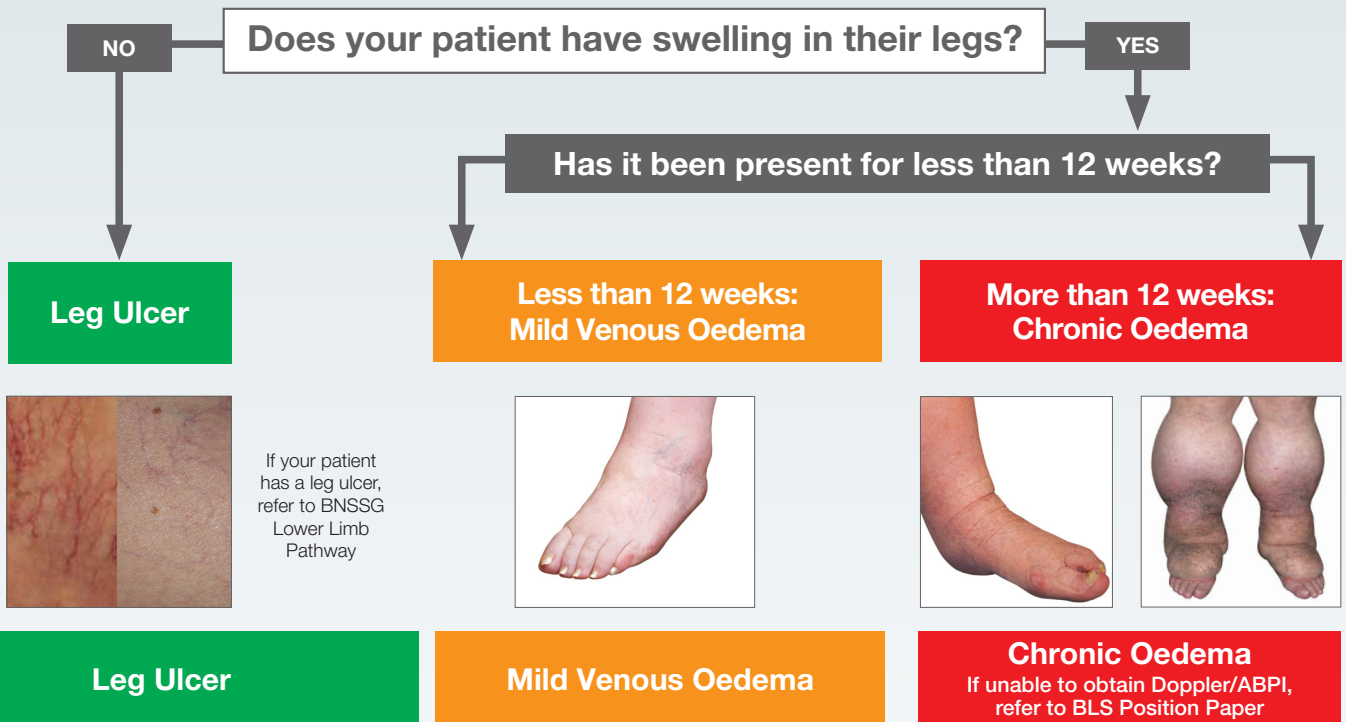 Does your patient have swelling in their legs?
NO
YES
Has it been present for less than 12 weeks?
Leg Ulcer
Less than 12 weeks:
Mild Venous Oedema
More than 12 weeks:
Chronic Oedema
If your patient
has a leg ulcer,
refer to BNSSG
Lower Limb
Pathway
Leg Ulcer
Mild Venous Oedema
Chronic Oedema
If unable to obtain Doppler/ABPI,
refer to BLS Position Paper